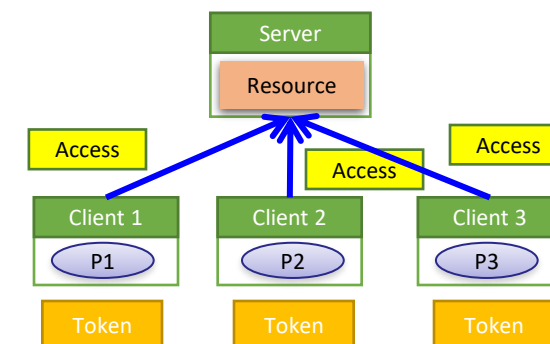 Server
Resource
Access
Access
Access
Client 1
Client 2
Client 3
P1
P2
P3
Token
Token
Token